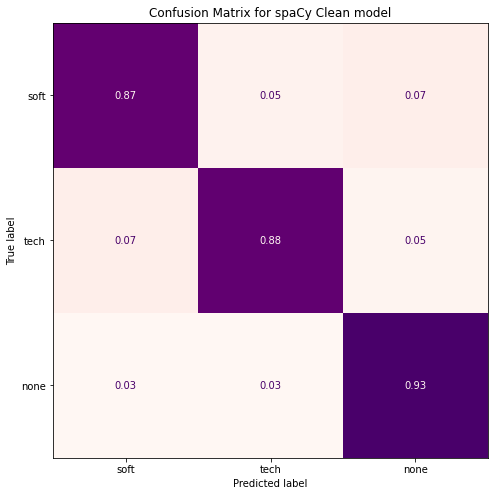 Confusion Matrix for spaCy Clean model
True label
soft 0.87 0.05 0.07
tech 0.07 0.88 0.05
none 0.03 0.03 0.93
soft tech none
Predicted label